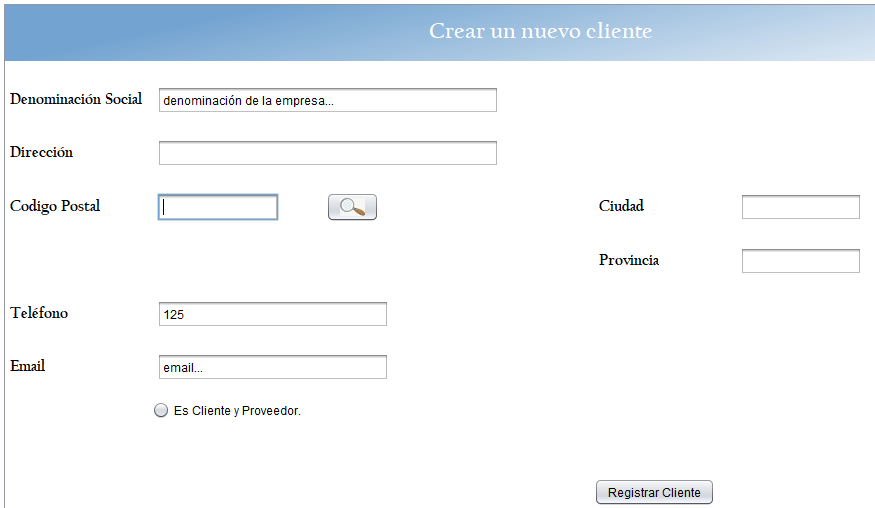 Crear un nuevo cliente
Denominación Social denominación de la empresa...
Dirección
Codigo Postal Ciudad
Provincia
Teléfono 125
Email email...
Es Cliente y Proveedor.
Registrar Cliente